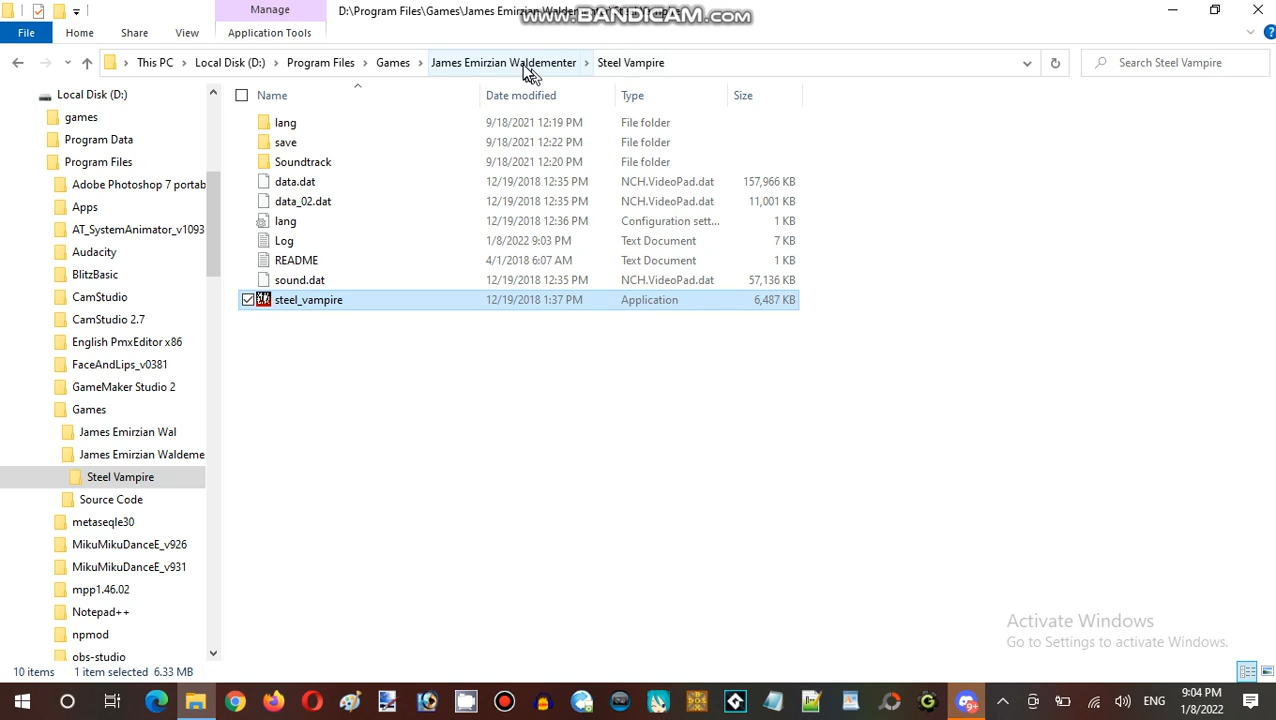 Manage
D:\Program Files\Games\James Emirzian
www.BANDICAM.com
File
Home
Share
View
Application Tools
This PC > Local Disk (D:) > Program Files > Games > James Emirzian Waldementer > Steel Vampire
Search Steel Vampire
Name
Date modified
Type
Size
Local Disk (D:)
games
Program Data
Program Files
Adobe Photoshop 7 portab
Apps
AT_SystemAnimator_v1093
Audacity
BlitzBasic
CamStudio
CamStudio 2.7
English PmxEditor x86
FaceAndLips_v0381
GameMaker Studio 2
Games
James Emirzian Wal
James Emirzian Waldeme
Steel Vampire
Source Code
metaseqle30
MikuMikuDanceE_v926
MikuMikuDanceE_v931
mpp1.46.02
Notepad++
npmod
obs-studio
lang 9/18/2021 12:19 PM File folder
save 9/18/2021 12:22 PM File folder
Soundtrack 9/18/2021 12:20 PM File folder
data.dat 12/19/2018 12:35 PM NCH.VideoPad.dat 157,966 KB
data_02.dat 12/19/2018 12:35 PM NCH.VideoPad.dat 11,001 KB
lang 12/19/2018 12:36 PM Configuration sett... 1 KB
Log 1/8/2022 9:03 PM Text Document 7 KB
README 4/1/2018 6:07 AM Text Document 1 KB
sound.dat 12/19/2018 12:35 PM NCH.VideoPad.dat 57,136 KB
steel_vampire 12/19/2018 1:37 PM Application 6,487 KB
Activate Windows
Go to Settings to activate Windows.
10 items
1 item selected 6.33 MB
9+
ENG
9:04 PM
1/8/2022